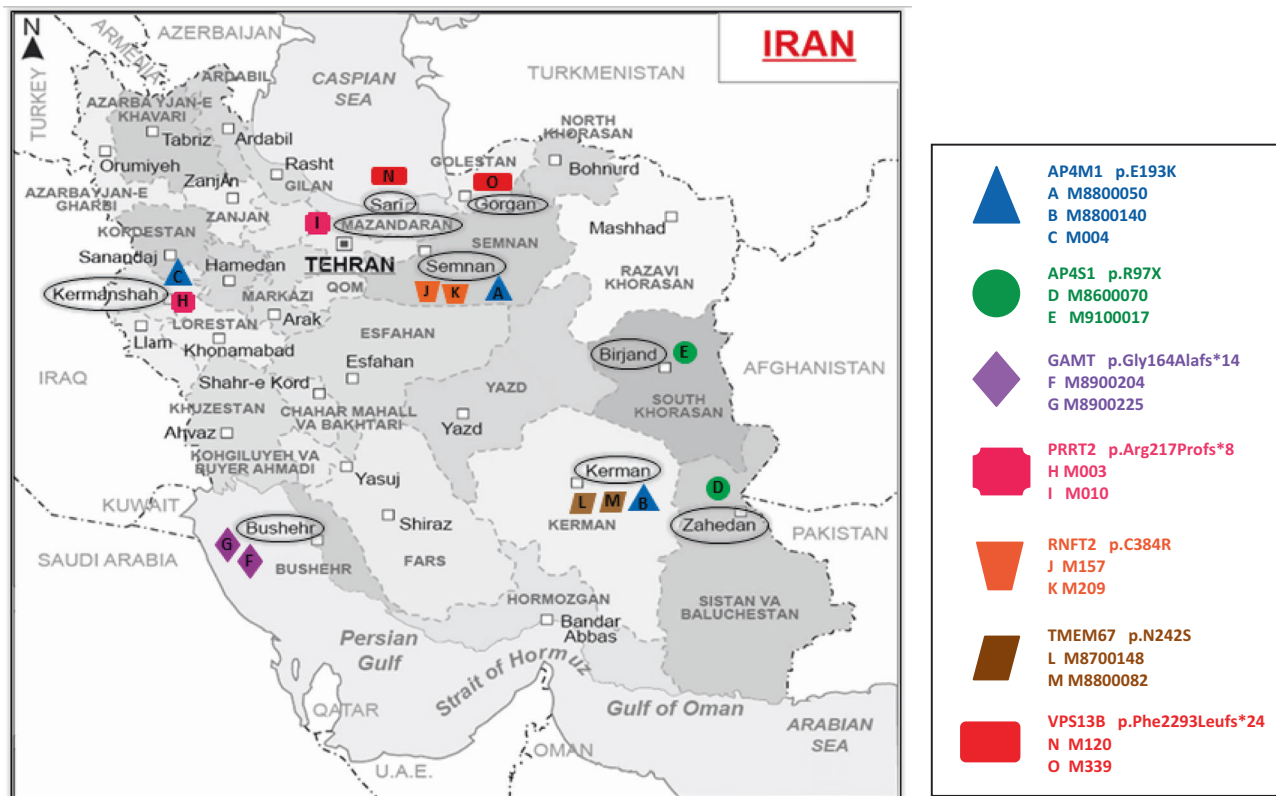 N
IRAN
AZERBAIJAN
ARMENIA
TURKEY
ARDABIL
CASPIAN
SEA
TURKMENISTAN
AZARBA YJAN-E
KHAVARI
Tabriz
Ardabil
NORTH
KHORASAN
Bohnurd
Orumiyeh
Rasht
GILAN
N
GOLESTAN
O
Zanjan
AZARBAYJAN-E
GHARBI
ZANJAN
Sari
Gorgan
I
MAZANDARAN
Mashhad
KORDESTAN
Sanandaj
Hamedan
TEHRAN
SEMNAN
Semnan
RAZAVI
KHORASAN
C
QOM
Kermanshah
H
MARKAZI
J
K
A
LORESTAN
Arak
Llam
Khonamabad
ESFAHAN
Esfahan
Birjand
E
IRAQ
AFGHANISTAN
Shahr-e Kord
YAZD
KHUZESTAN
CHAHAR MAHALL
VA BAKHTARI
SOUTH
KHORASAN
Ahvaz
Yazd
KOHGILUYEH VA
BUYER AHMADI
Yasuj
Kerman
D
KUWAIT
L
M
B
Shiraz
KERMAN
Zahedan
PAKISTAN
Bushehr
G
F
SAUDI ARABIA
BUSHEHR
FARS
HORMOZGAN
SISTAN VA
BALUCHESTAN
Bandar
Abbas
Persian
Gulf
Strait of Hormuz
QATAR
Gulf of Oman
ARABIAN
SEA
OMAN
U.A.E.
AP4M1 p.E193K
A M8800050
B M8800140
C M004
AP4S1 p.R97X
D M8600070
E M9100017
GAMT p.Gly164Alafs*14
F M8900204
G M8900225
PRRT2 p.Arg217Profs*8
H M003
I M010
RNFT2 p.C384R
J M157
K M209
TMEM67 p.N242S
L M8700148
M M8800082
VPS13B p.Phe2293Leufs*24
N M120
O M339